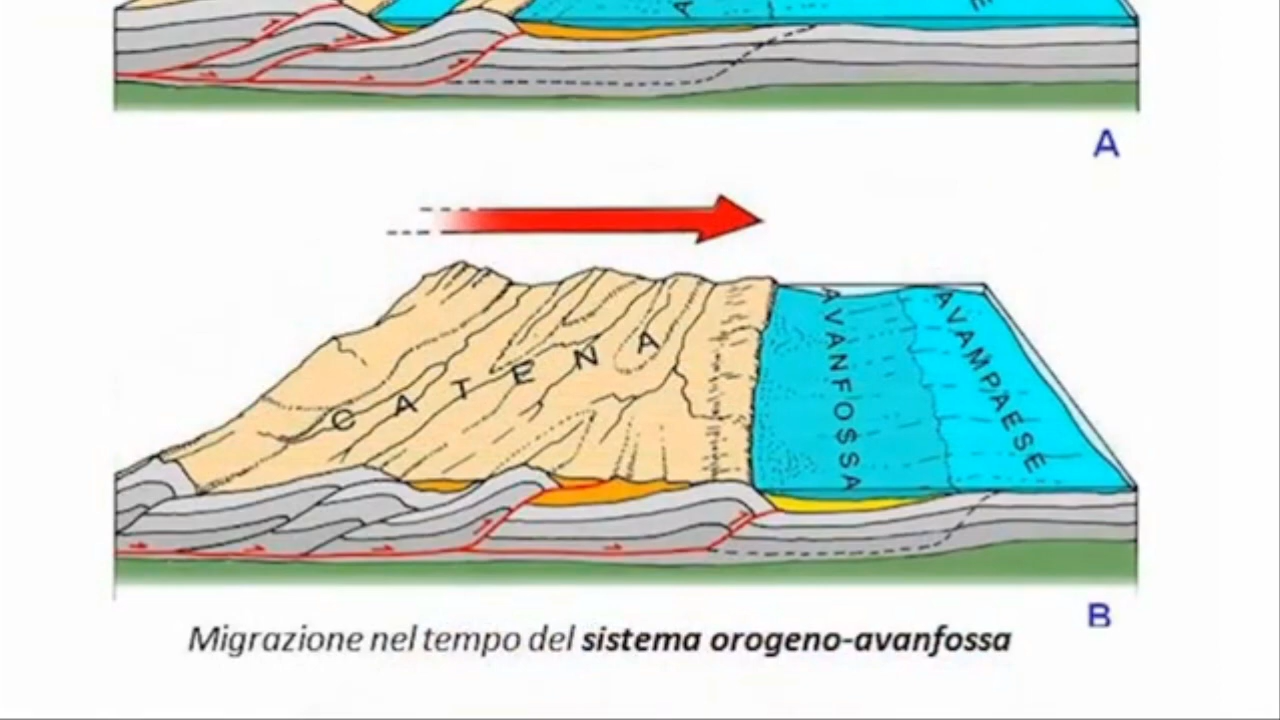 A
CATENA
AVANFOSSA
AVAMPAESE
B
Migrazione nel tempo del sistema orogeno-avanfossa